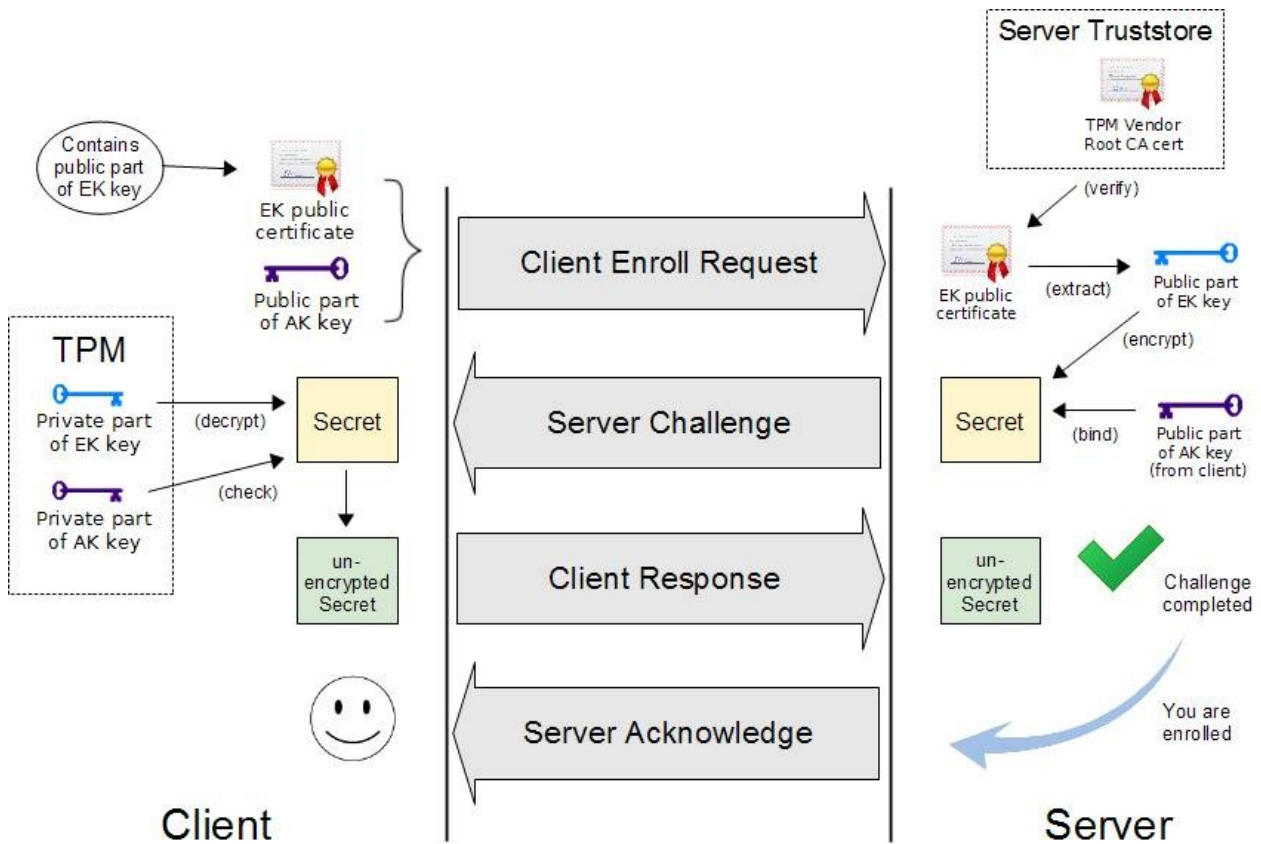 Server Truststore
TPM Vendor
Root CA cert
Contains
public part
of EK key
EK public
certificate
Public part
of AK key
Client Enroll Request
(verify)
EK public
certificate
(extract)
Public part
of EK key
(encrypt)
TPM
Private part
of EK key
(decrypt)
Private part
of AK key
(check)
Secret
Server Challenge
Secret
(bind)
Public part
of AK key
(from client)
un-
encrypted
Secret
Client Response
un-
encrypted
Secret
Challenge
completed
Server Acknowledge
You are
enrolled
Client
Server